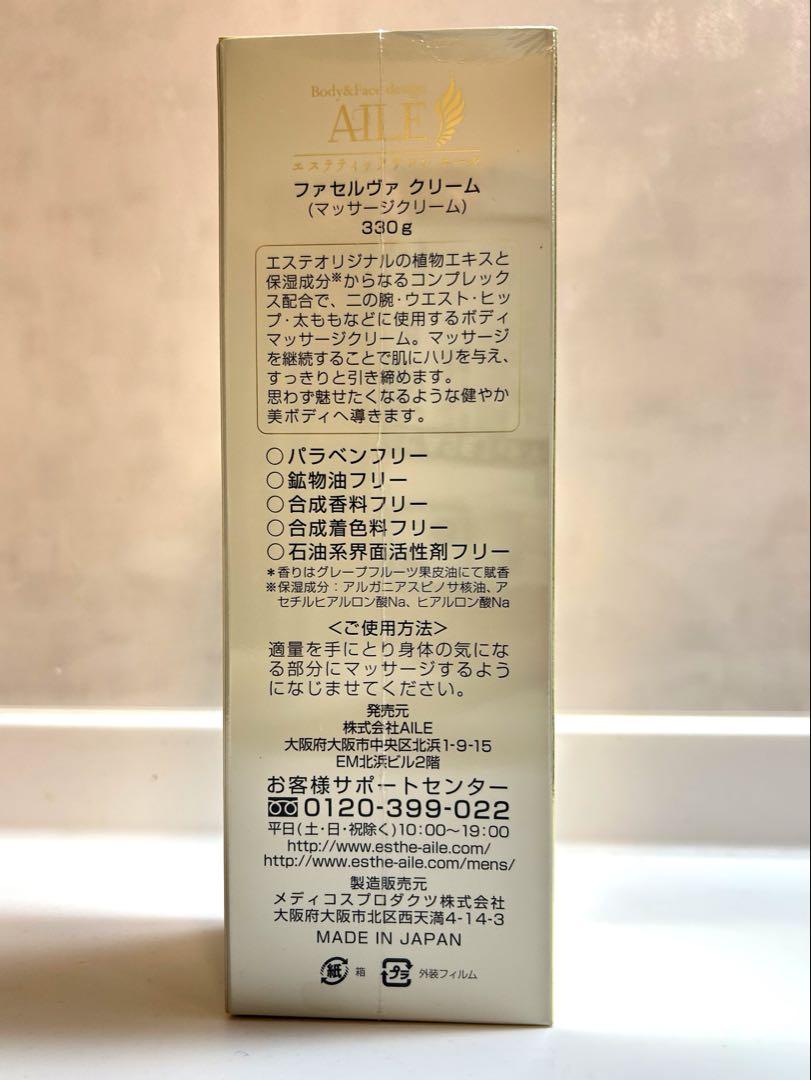 Body&Face design
AILE
ファセルヴァ クリーム
(マッサージクリーム)
330g
エステオリジナルの植物エキスと
保湿成分※からなるコンプレック
ス配合で、二の腕・ウエスト・ヒッ
プ・太ももなどに使用するボディ
マッサージクリーム。マッサージ
を継続することで肌にハリを与え、
すっきりと引き締めます。
思わず魅せたくなるような健やか
美ボディへ導きます。
○パラベンフリー
○鉱物油フリー
○合成香料フリー
○合成着色料フリー
○石油系界面活性剤フリー
*香りはグレープフルーツ果皮油にて賦香
※保湿成分：アルガニアスピノサ核油、ア
セチルヒアルロン酸Na、ヒアルロン酸Na
<ご使用方法>
適量を手にとり身体の気にな
る部分にマッサージするよう
になじませてください。
発売元
株式会社AILE
大阪府大阪市中央区北浜1-9-15
EM北浜ビル2階
お客様サポートセンター
0120-399-022
平日(土・日・祝除く)10:00～19:00
http://www.esthe-aile.com/
http://www.esthe-aile.com/mens/
製造販売元
メディコスプロダクツ株式会社
大阪府大阪市北区西天満4-14-3
MADE IN JAPAN
紙 箱 プラ 外装フィルム